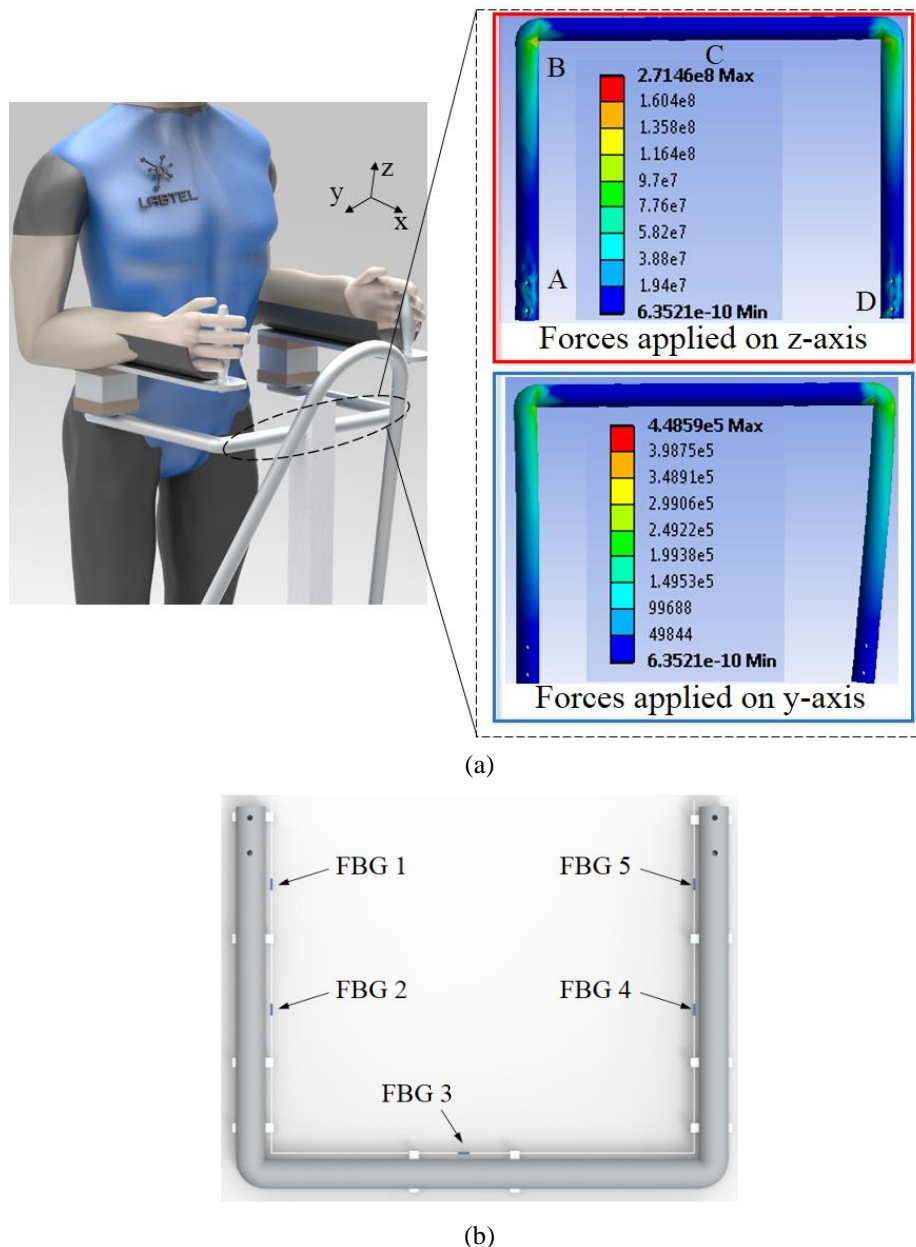 LABTEL
z
y
x
B
C
2.7146e8 Max
1.604e8
1.358e8
1.164e8
9.7e7
7.76e7
5.82e7
3.88e7
1.94e7
6.3521e-10 Min
A
D
Forces applied on z-axis
4.4859e5 Max
3.9875e5
3.4891e5
2.9906e5
2.4922e5
1.9938e5
1.4953e5
99688
49844
6.3521e-10 Min
Forces applied on y-axis
(a)
FBG 1
FBG 5
FBG 2
FBG 4
FBG 3
(b)